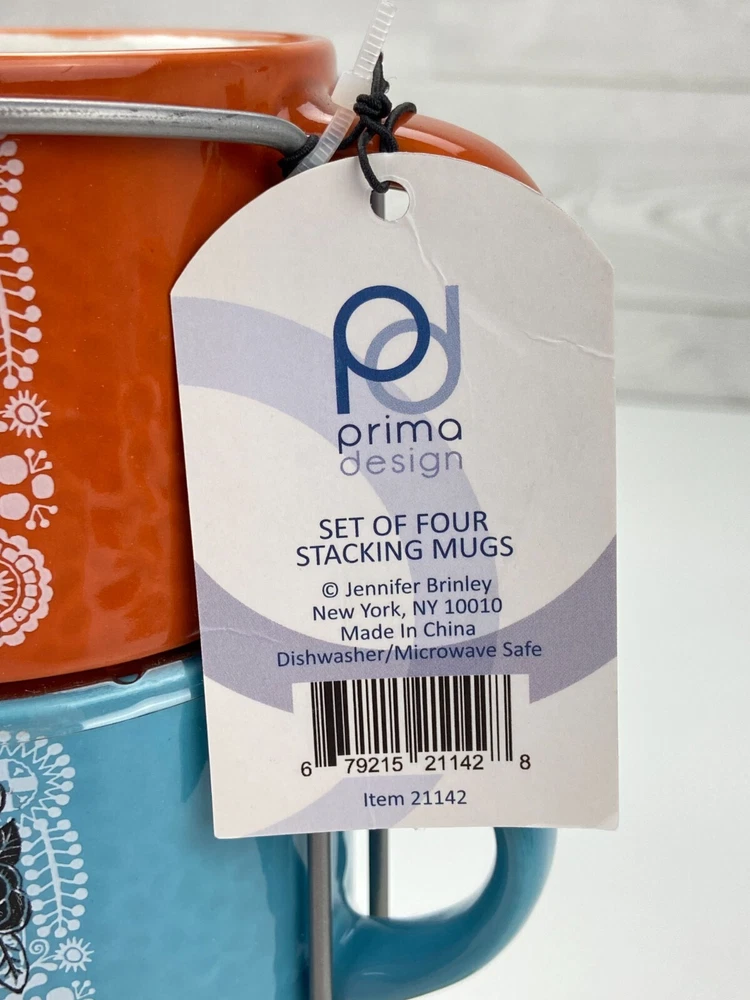 pd
prima
design
SET OF FOUR
STACKING MUGS
© Jennifer Brinley
New York, NY 10010
Made In China
Dishwasher/Microwave Safe
6 79215 21142 8
Item 21142